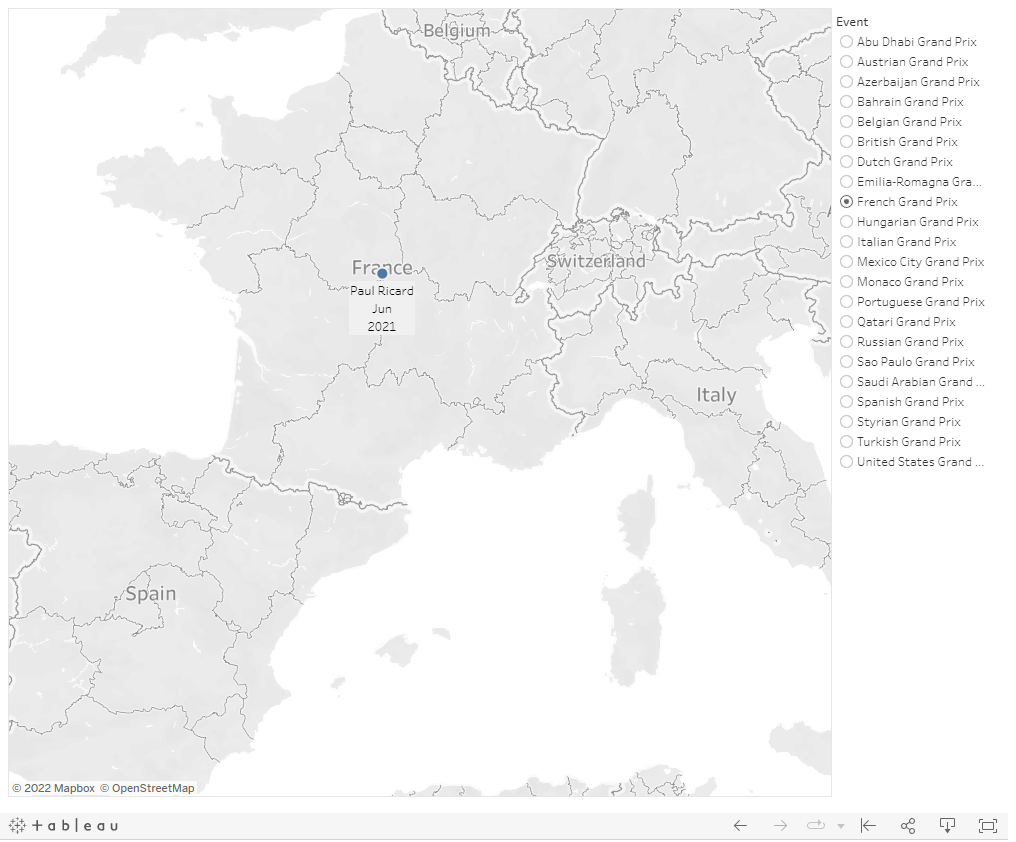 Belgium
France
Switzerland
Paul Ricard
Jun
2021
Italy
Spain
© 2022 Mapbox © OpenStreetMap
Event
Abu Dhabi Grand Prix
Austrian Grand Prix
Azerbaijan Grand Prix
Bahrain Grand Prix
Belgian Grand Prix
British Grand Prix
Dutch Grand Prix
Emilia-Romagna Gra...
French Grand Prix
Hungarian Grand Prix
Italian Grand Prix
Mexico City Grand Prix
Monaco Grand Prix
Portuguese Grand Prix
Qatari Grand Prix
Russian Grand Prix
Sao Paulo Grand Prix
Saudi Arabian Grand ...
Spanish Grand Prix
Styrian Grand Prix
Turkish Grand Prix
United States Grand ...
+ableau